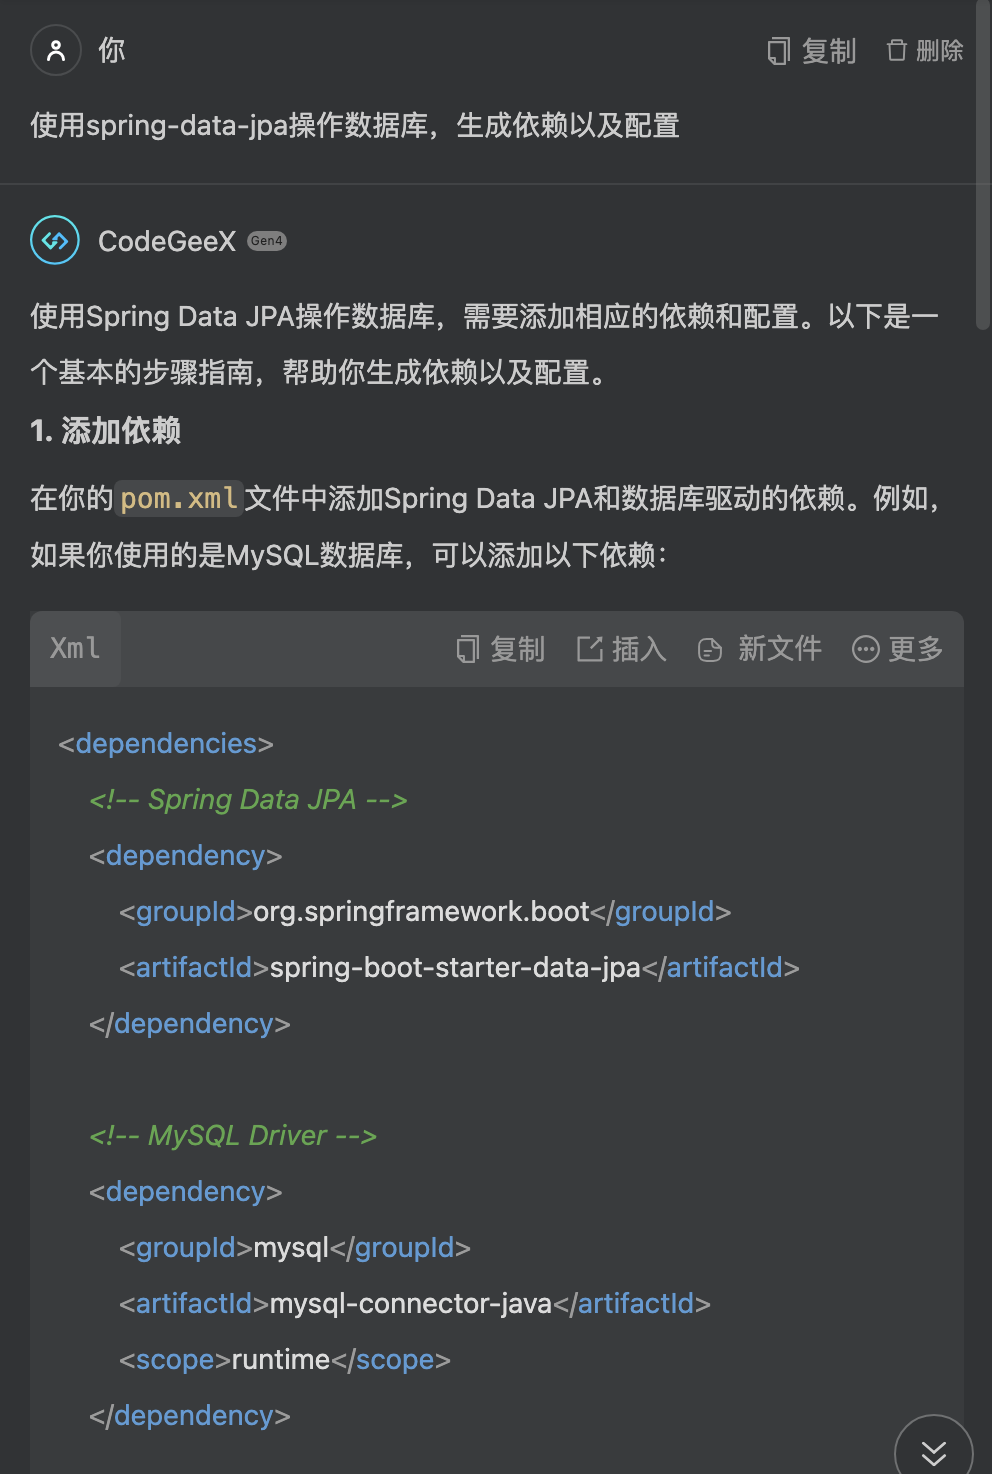 你 复制 删除
使用spring-data-jpa操作数据库，生成依赖以及配置
CodeGeeX Gen4
使用Spring Data JPA操作数据库，需要添加相应的依赖和配置。以下是一
个基本的步骤指南，帮助你生成依赖以及配置。
1. 添加依赖
在你的pom.xml文件中添加Spring Data JPA和数据库驱动的依赖。例如，
如果你使用的是MySQL数据库，可以添加以下依赖：
Xml 复制 插入 新文件 更多
<dependencies>
<!-- Spring Data JPA -->
<dependency>
<groupId>org.springframework.boot</groupId>
<artifactId>spring-boot-starter-data-jpa</artifactId>
</dependency>
<!-- MySQL Driver -->
<dependency>
<groupId>mysql</groupId>
<artifactId>mysql-connector-java</artifactId>
<scope>runtime</scope>
</dependency>